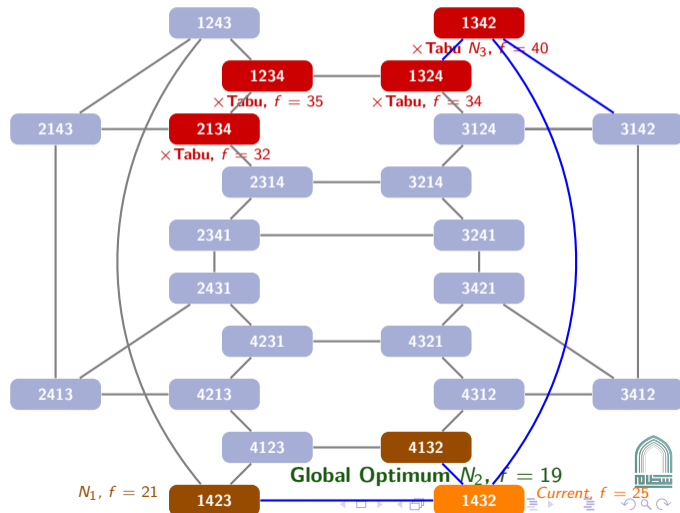 1243 1342
× Tabu N3, f = 40
1234 1324
× Tabu, f = 35 × Tabu, f = 34
2143 2134 3124 3142
× Tabu, f = 32
2314 3214
2341 3241
2431 3421
4231 4321
2413 4213 4312 3412
4123 4132
Global Optimum N2, f = 19
N1, f = 21 1423 1432 Current, f = 25